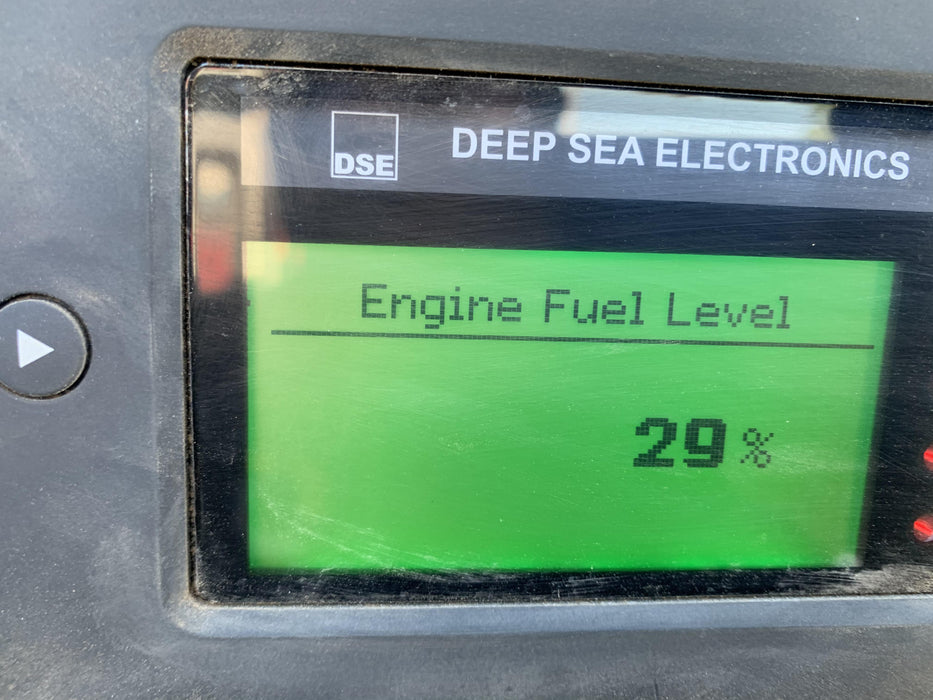 DSE
DEEP SEA ELECTRONICS
Engine Fuel Level
29 %